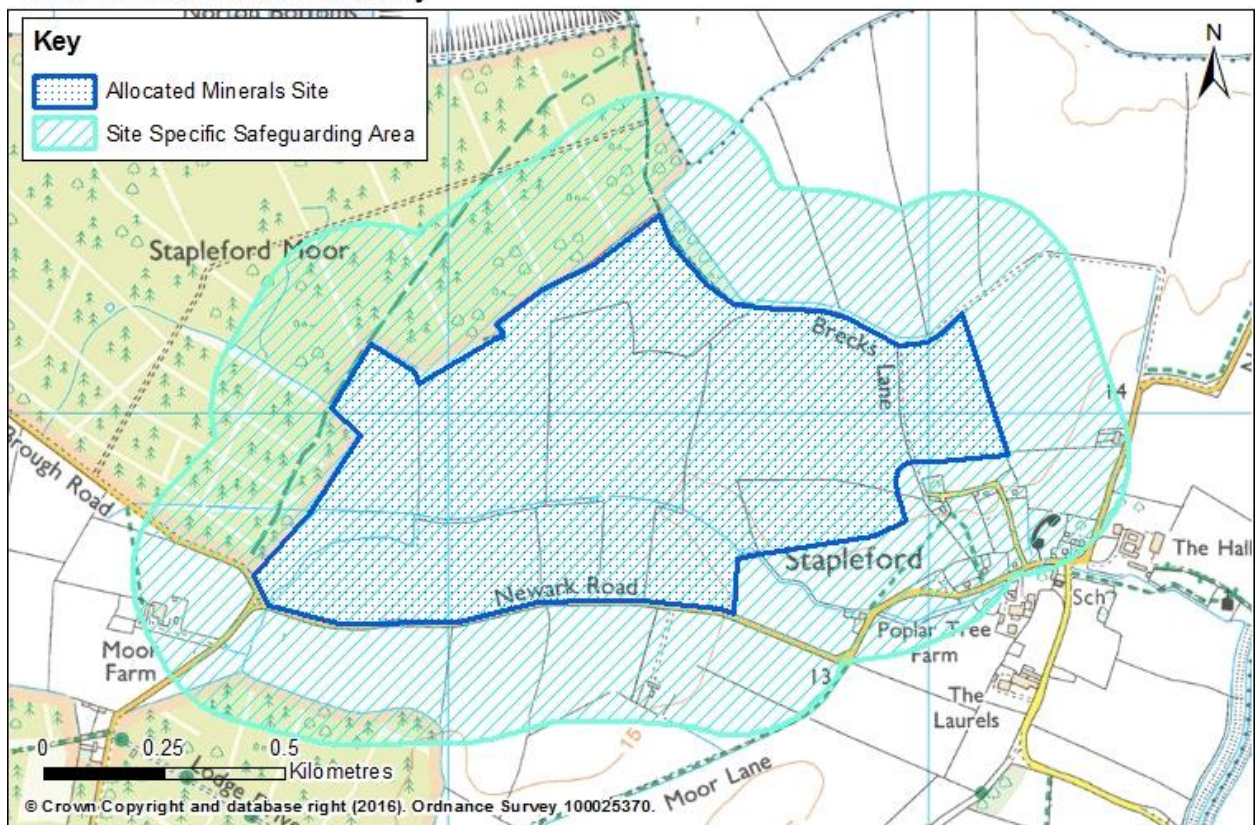 Norton Bottoms
Key
Allocated Minerals Site
Site Specific Safeguarding Area
N
Stapleford Moor
Brecks
Lane
14
Brough Road
Stapleford
The Hall
Newark Road
Sch
Moor
Farm
Poplar Tree
Farm
13
The
Laurels
15
0 0.25 0.5
Kilometres
Moor Lane
© Crown Copyright and database right (2016). Ordnance Survey 100025370.